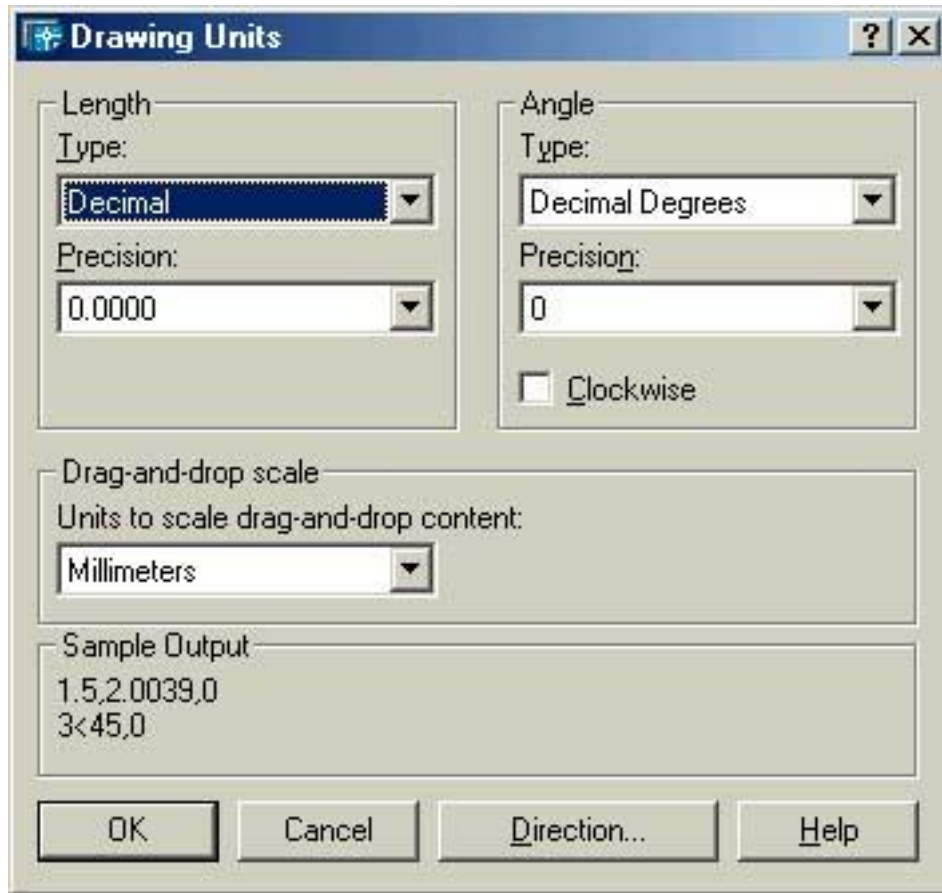 Drawing Units
Length
Type:
Decimal
Precision:
0.0000
Angle
Type:
Decimal Degrees
Precision:
0
Clockwise
Drag-and-drop scale
Units to scale drag-and-drop content:
Millimeters
Sample Output
1.5,2.0039,0
3<45,0
OK
Cancel
Direction...
Help